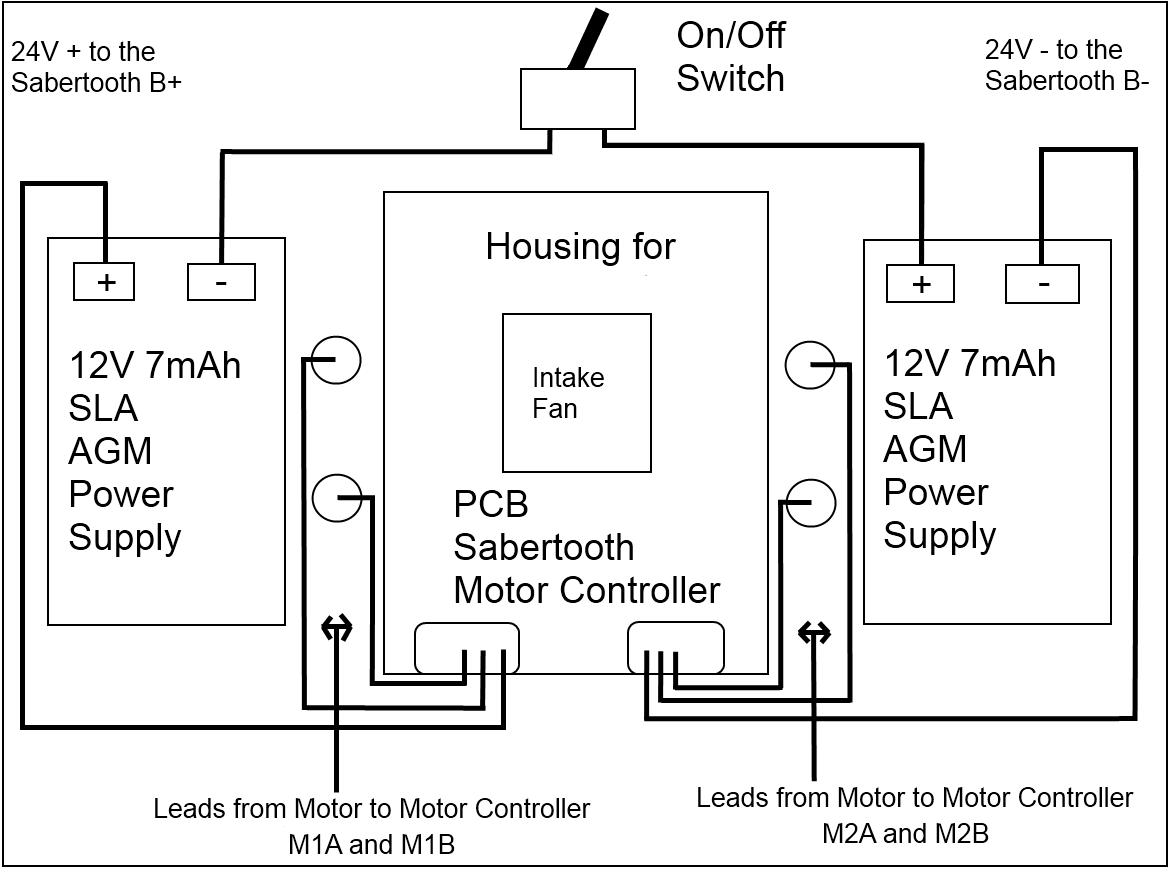 24V + to the
Sabertooth B+
On/Off
Switch
24V - to the
Sabertooth B-
Housing for
+
-
+
-
12V 7mAh
SLA
AGM
Power
Supply
Intake
Fan
12V 7mAh
SLA
AGM
Power
Supply
PCB
Sabertooth
Motor Controller
Leads from Motor to Motor Controller
M1A and M1B
Leads from Motor to Motor Controller
M2A and M2B